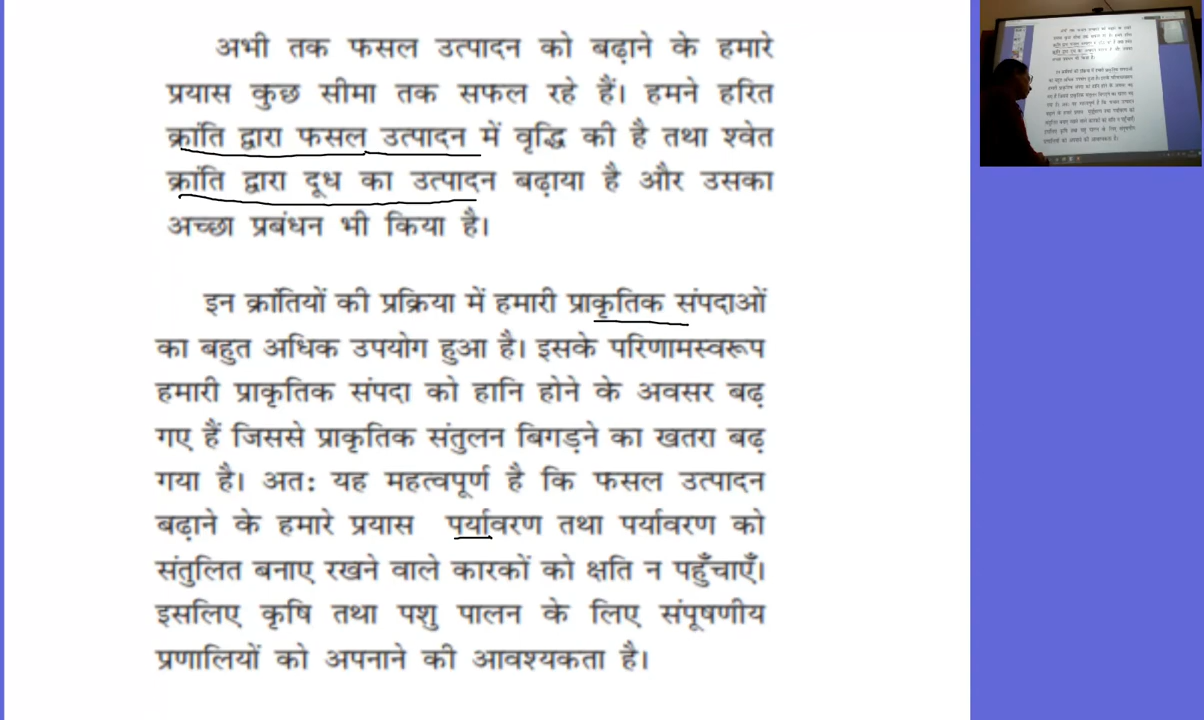 अभी तक फसल उत्पादन को बढ़ाने के हमारे
प्रयास कुछ सीमा तक सफल रहे हैं। हमने हरित
क्रांति द्वारा फसल उत्पादन में वृद्धि की है तथा श्वेत
क्रांति द्वारा दूध का उत्पादन बढ़ाया है और उसका
अच्छा प्रबंधन भी किया है।
इन क्रांतियों की प्रक्रिया में हमारी प्राकृतिक संपदाओं
का बहुत अधिक उपयोग हुआ है। इसके परिणामस्वरूप
हमारी प्राकृतिक संपदा को हानि होने के अवसर बढ़
गए हैं जिससे प्राकृतिक संतुलन बिगड़ने का खतरा बढ़
गया है। अत: यह महत्वपूर्ण है कि फसल उत्पादन
बढ़ाने के हमारे प्रयास पर्यावरण तथा पर्यावरण को
संतुलित बनाए रखने वाले कारकों को क्षति न पहुँचाएँ।
इसलिए कृषि तथा पशु पालन के लिए संपूषणीय
प्रणालियों को अपनाने की आवश्यकता है।